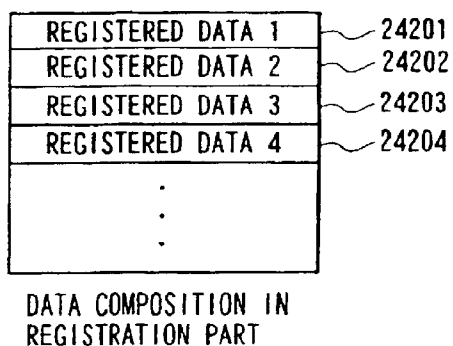 REGISTERED DATA 1 24201
REGISTERED DATA 2 24202
REGISTERED DATA 3 24203
REGISTERED DATA 4 24204
DATA COMPOSITION IN
REGISTRATION PART